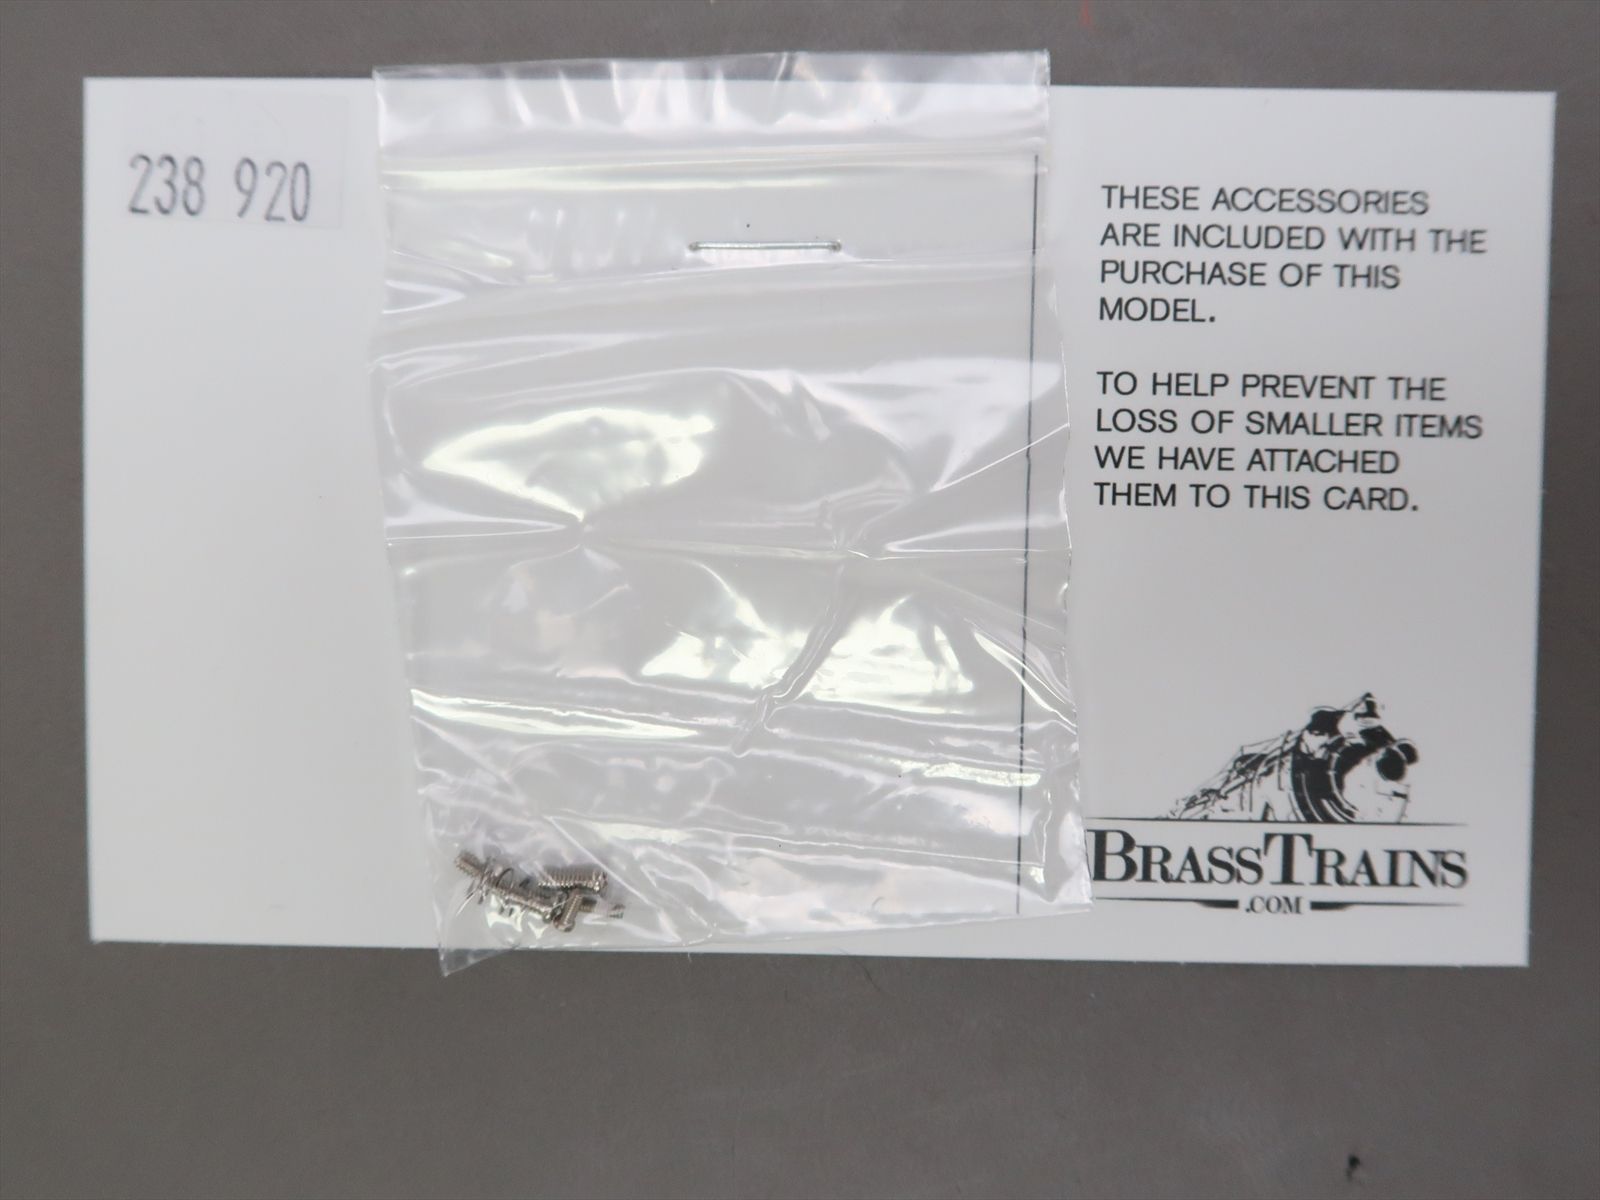 238 920
THESE ACCESSORIES
ARE INCLUDED WITH THE
PURCHASE OF THIS
MODEL.
TO HELP PREVENT THE
LOSS OF SMALLER ITEMS
WE HAVE ATTACHED
THEM TO THIS CARD.
BRASSTRAINS
.COM